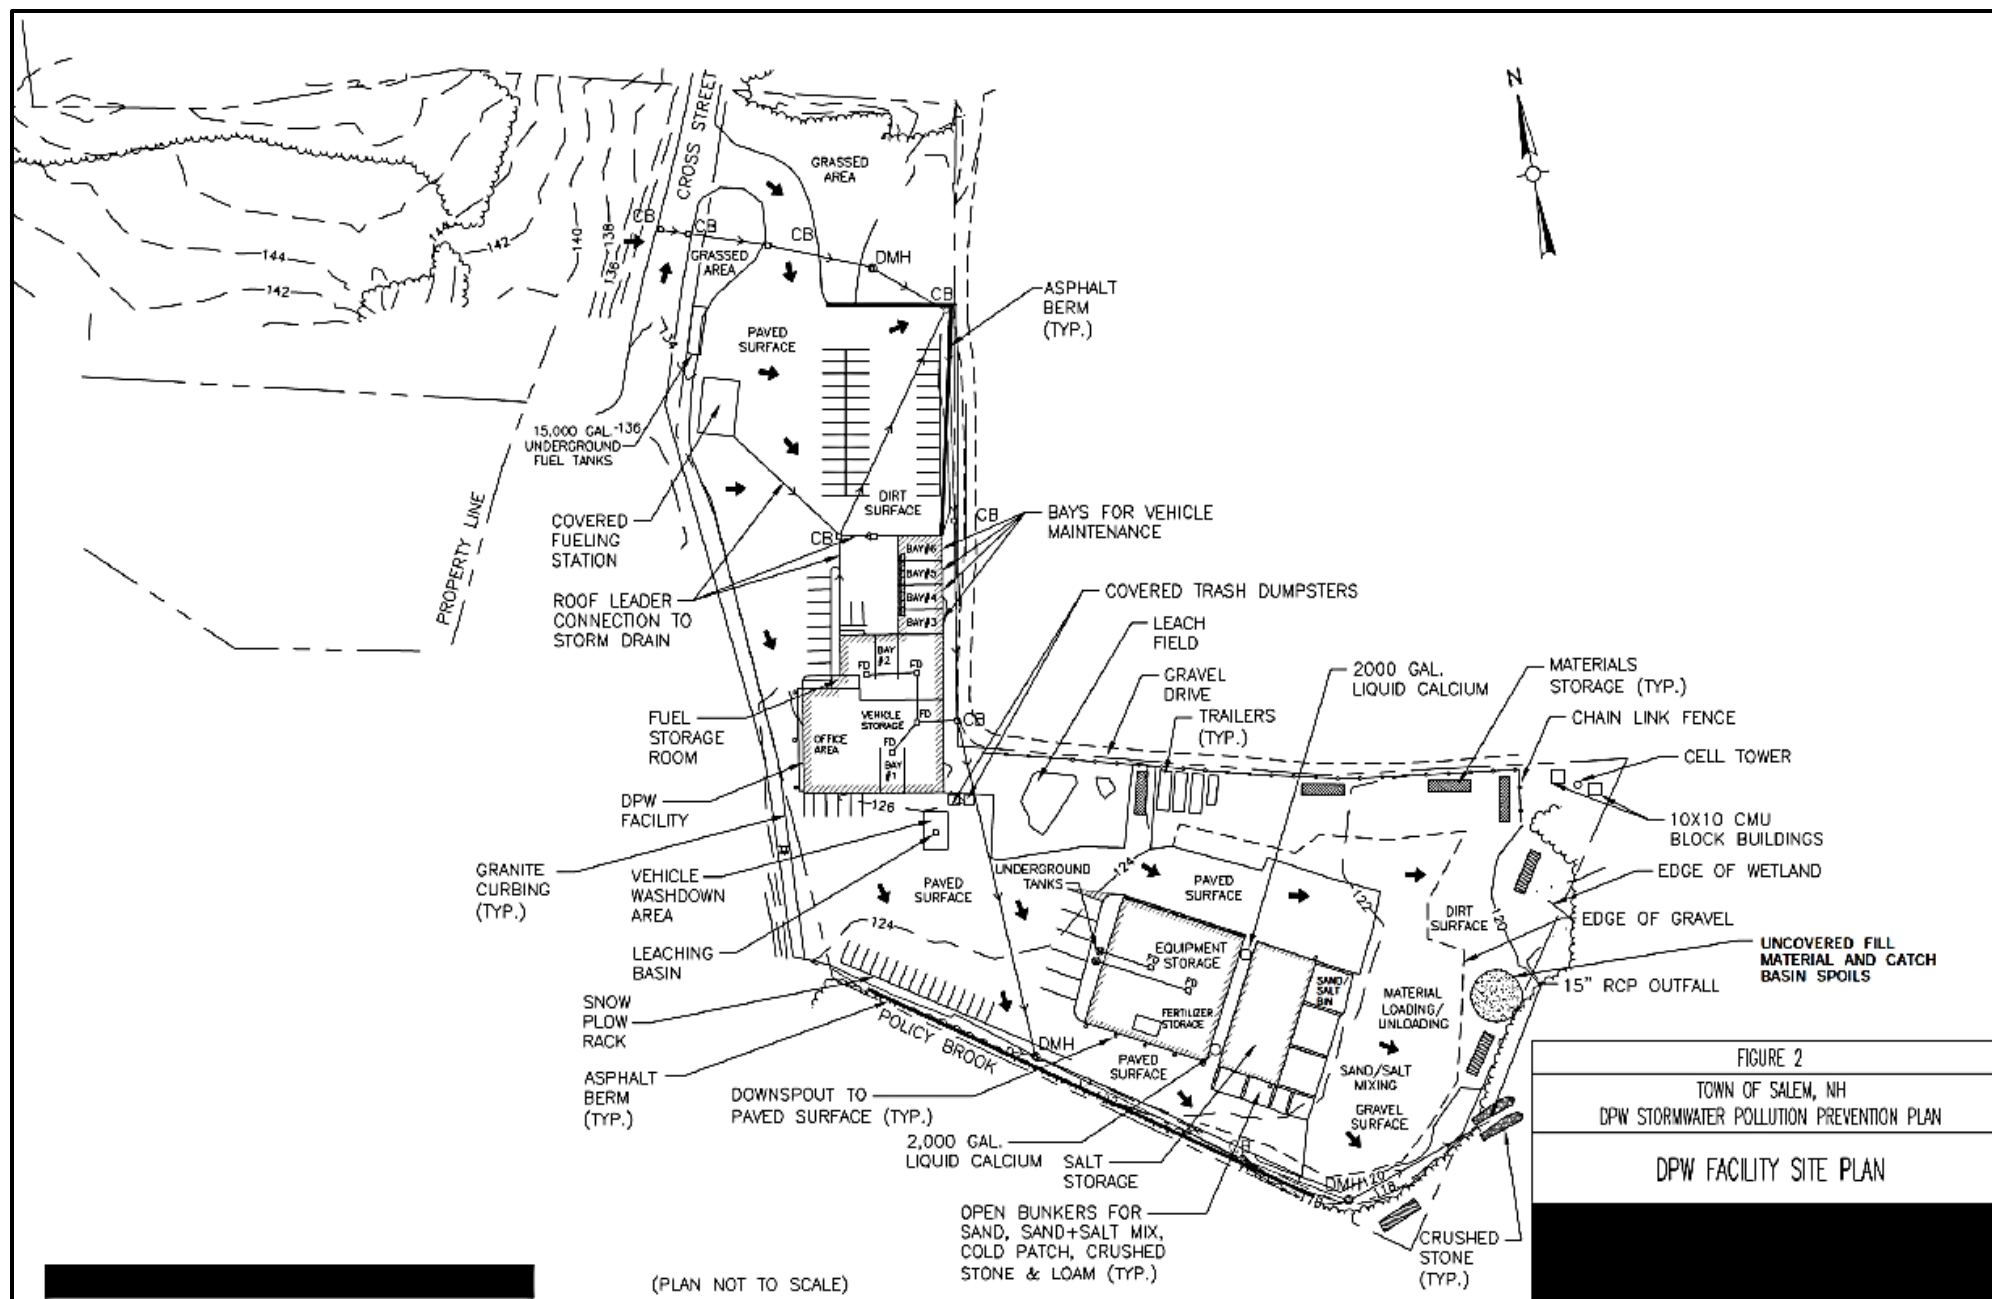 N
CROSS STREET
GRASSED
AREA
CB
CB
CB
DMH
GRASSED
AREA
142
144
142
140
138
136
CB
ASPHALT
BERM
(TYP.)
PAVED
SURFACE
15,000 GAL.
UNDERGROUND
FUEL TANKS
-136
PROPERTY LINE
DIRT
SURFACE
COVERED
FUELING
STATION
CB
CB
BAYS FOR VEHICLE
MAINTENANCE
BAY#6
BAY#5
BAY#4
BAY#3
ROOF LEADER
CONNECTION TO
STORM DRAIN
COVERED TRASH DUMPSTERS
LEACH
FIELD
BAY
#2
FD
FD
GRAVEL
DRIVE
2000 GAL.
LIQUID CALCIUM
MATERIALS
STORAGE (TYP.)
TRAILERS
(TYP.)
CHAIN LINK FENCE
FUEL
STORAGE
ROOM
VEHICLE
STORAGE
FD
CB
OFFICE
AREA
FD
BAY
#1
CELL TOWER
DPW
FACILITY
126
10X10 CMU
BLOCK BUILDINGS
GRANITE
CURBING
(TYP.)
VEHICLE
WASHDOWN
AREA
PAVED
SURFACE
UNDERGROUND
TANKS
124
PAVED
SURFACE
122
EDGE OF WETLAND
DIRT
SURFACE
120
EDGE OF GRAVEL
124
LEACHING
BASIN
EQUIPMENT
STORAGE
FD
FD
UNCOVERED FILL
MATERIAL AND CATCH
BASIN SPOILS
SAND/
SALT
BIN
15" RCP OUTFALL
SNOW
PLOW
RACK
MATERIAL
LOADING/
UNLOADING
FERTILIZER
STORAGE
POLICY BROOK
DMH
PAVED
SURFACE
SAND/SALT
MIXING
ASPHALT
BERM
(TYP.)
DOWNSPOUT TO
PAVED SURFACE (TYP.)
GRAVEL
SURFACE
2,000 GAL.
LIQUID CALCIUM
SALT
STORAGE
DMH
120
118
118
OPEN BUNKERS FOR
SAND, SAND+SALT MIX,
COLD PATCH, CRUSHED
STONE & LOAM (TYP.)
CRUSHED
STONE
(TYP.)
(PLAN NOT TO SCALE)
FIGURE 2
TOWN OF SALEM, NH
DPW STORMWATER POLLUTION PREVENTION PLAN
DPW FACILITY SITE PLAN